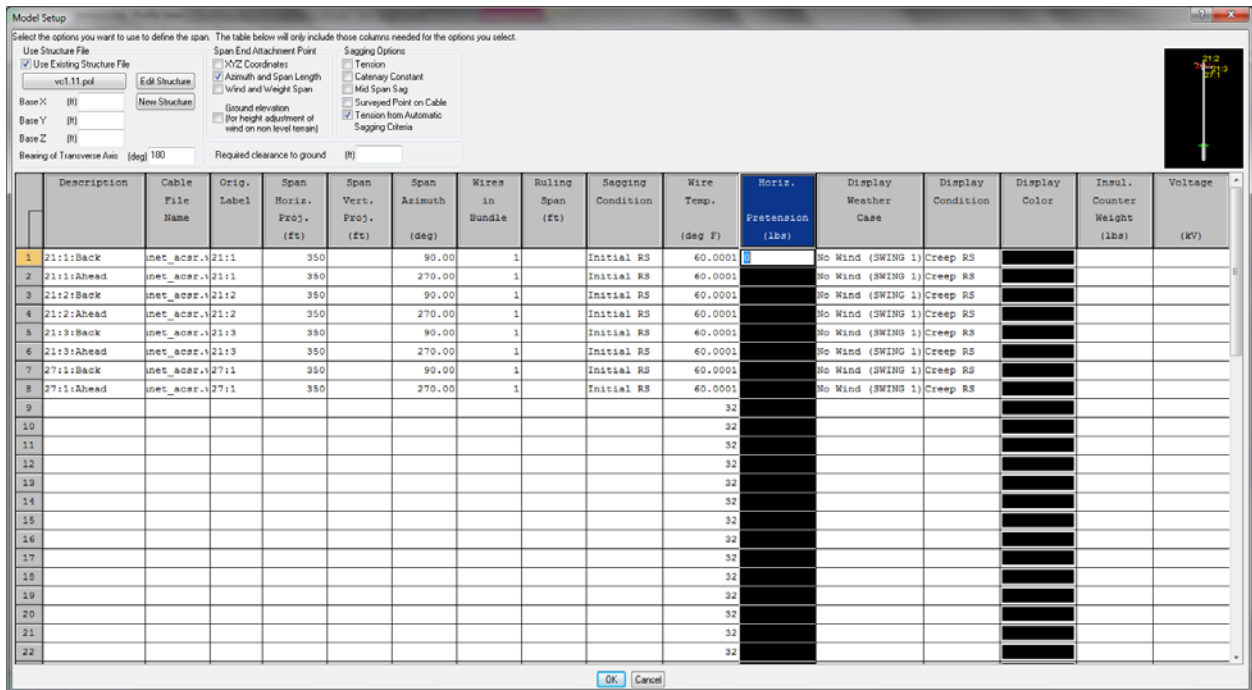 Model Setup
Select the options you want to use to define the span. The table below will only include those columns needed for the options you select.
Use Structure File
Use Existing Structure File
vc1.11.pol Edit Structure
Base X (ft) New Structure
Base Y (ft)
Base Z (ft)
Bearing of Transverse Axis (deg) 180
Span End Attachment Point
XYZ Coordinates
Azimuth and Span Length
Wind and Weight Span
Ground elevation
(for height adjustment of
wind on non level terrain)
Required clearance to ground (ft)
Sagging Options
Tension
Catenary Constant
Mid Span Sag
Surveyed Point on Cable
Tension from Automatic
Sagging Criteria
21:2
21:3
27:1
Description Cable Orig. Span Span Span Wires Ruling Sagging Wire Horiz. Display Display Display Insul. Voltage
File Label Horiz. Vert. Azimuth in Span Condition Temp. Weather Condition Color Counter
Name Proj. Proj. Bundle (ft) Pretension Case Weight
(ft) (ft) (deg) (deg F) (lbs) (lbs) (kV)
1 21:1:Back net_acsr. 21:1 350 90.00 1 Initial RS 60.0001 0 No Wind (SWING 1) Creep RS
2 21:1:Ahead net_acsr. 21:1 350 270.00 1 Initial RS 60.0001 No Wind (SWING 1) Creep RS
3 21:2:Back net_acsr. 21:2 350 90.00 1 Initial RS 60.0001 No Wind (SWING 1) Creep RS
4 21:2:Ahead net_acsr. 21:2 350 270.00 1 Initial RS 60.0001 No Wind (SWING 1) Creep RS
5 21:3:Back net_acsr. 21:3 350 90.00 1 Initial RS 60.0001 No Wind (SWING 1) Creep RS
6 21:3:Ahead net_acsr. 21:3 350 270.00 1 Initial RS 60.0001 No Wind (SWING 1) Creep RS
7 27:1:Back net_acsr. 27:1 350 90.00 1 Initial RS 60.0001 No Wind (SWING 1) Creep RS
8 27:1:Ahead net_acsr. 27:1 350 270.00 1 Initial RS 60.0001 No Wind (SWING 1) Creep RS
9 32
10 32
11 32
12 32
13 32
14 32
15 32
16 32
17 32
18 32
19 32
20 32
21 32
22 32
OK Cancel